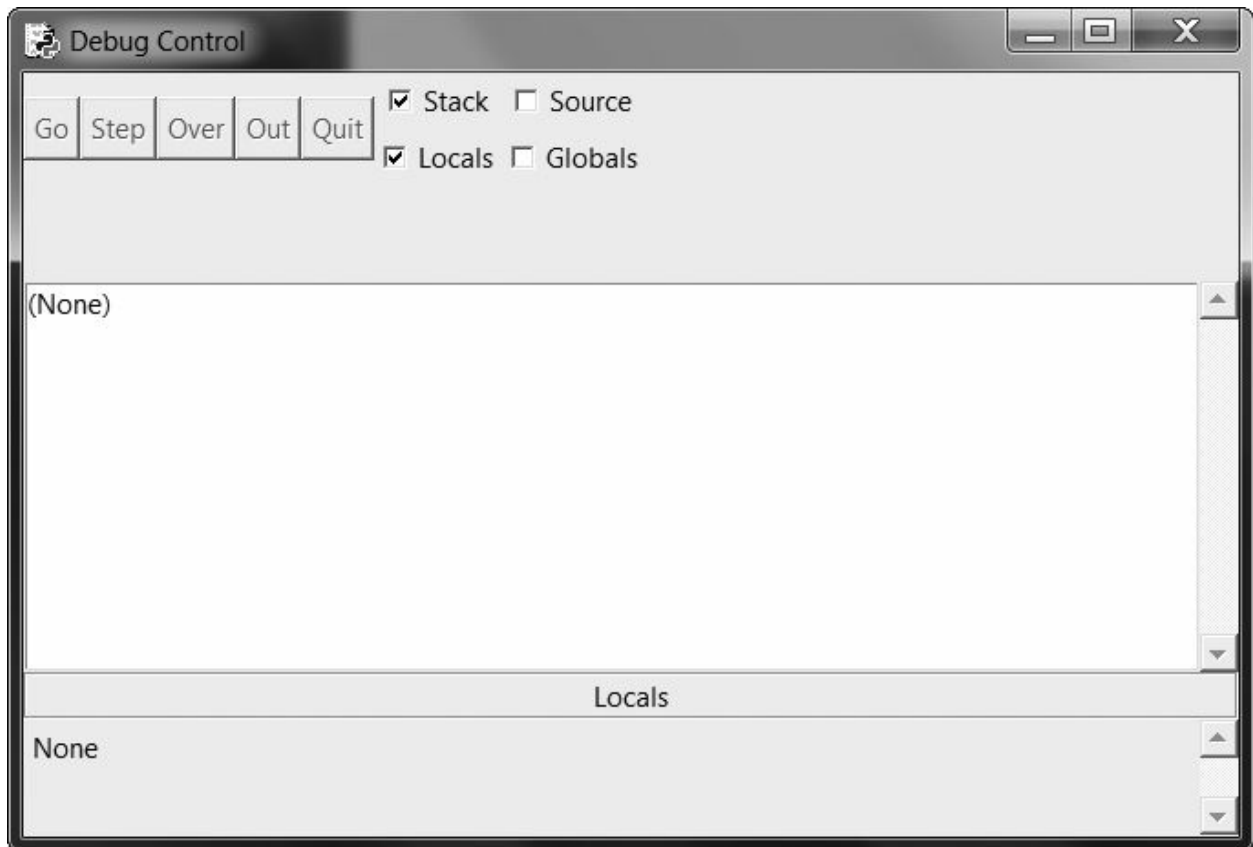 Debug Control
Go Step Over Out Quit
Stack Source
Locals Globals
(None)
Locals
None